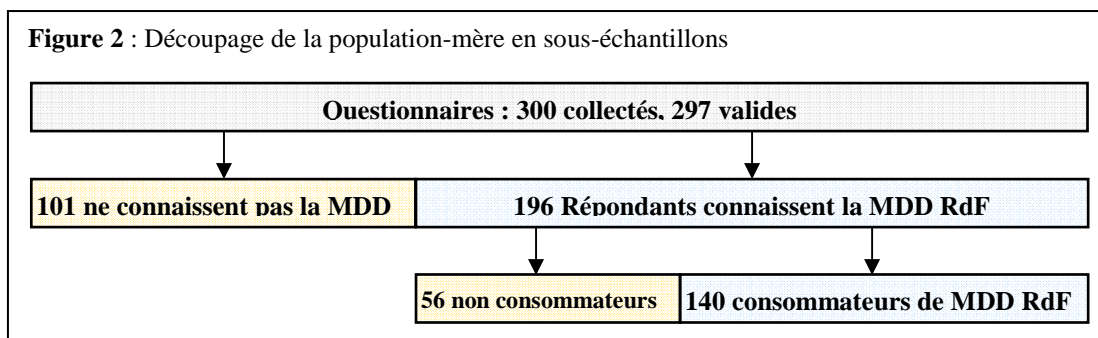 Figure 2 : Découpage de la population-mère en sous-échantillons
Questionnaires : 300 collectés, 297 valides
101 ne connaissent pas la MDD
196 Répondants connaissent la MDD RdF
56 non consommateurs
140 consommateurs de MDD RdF